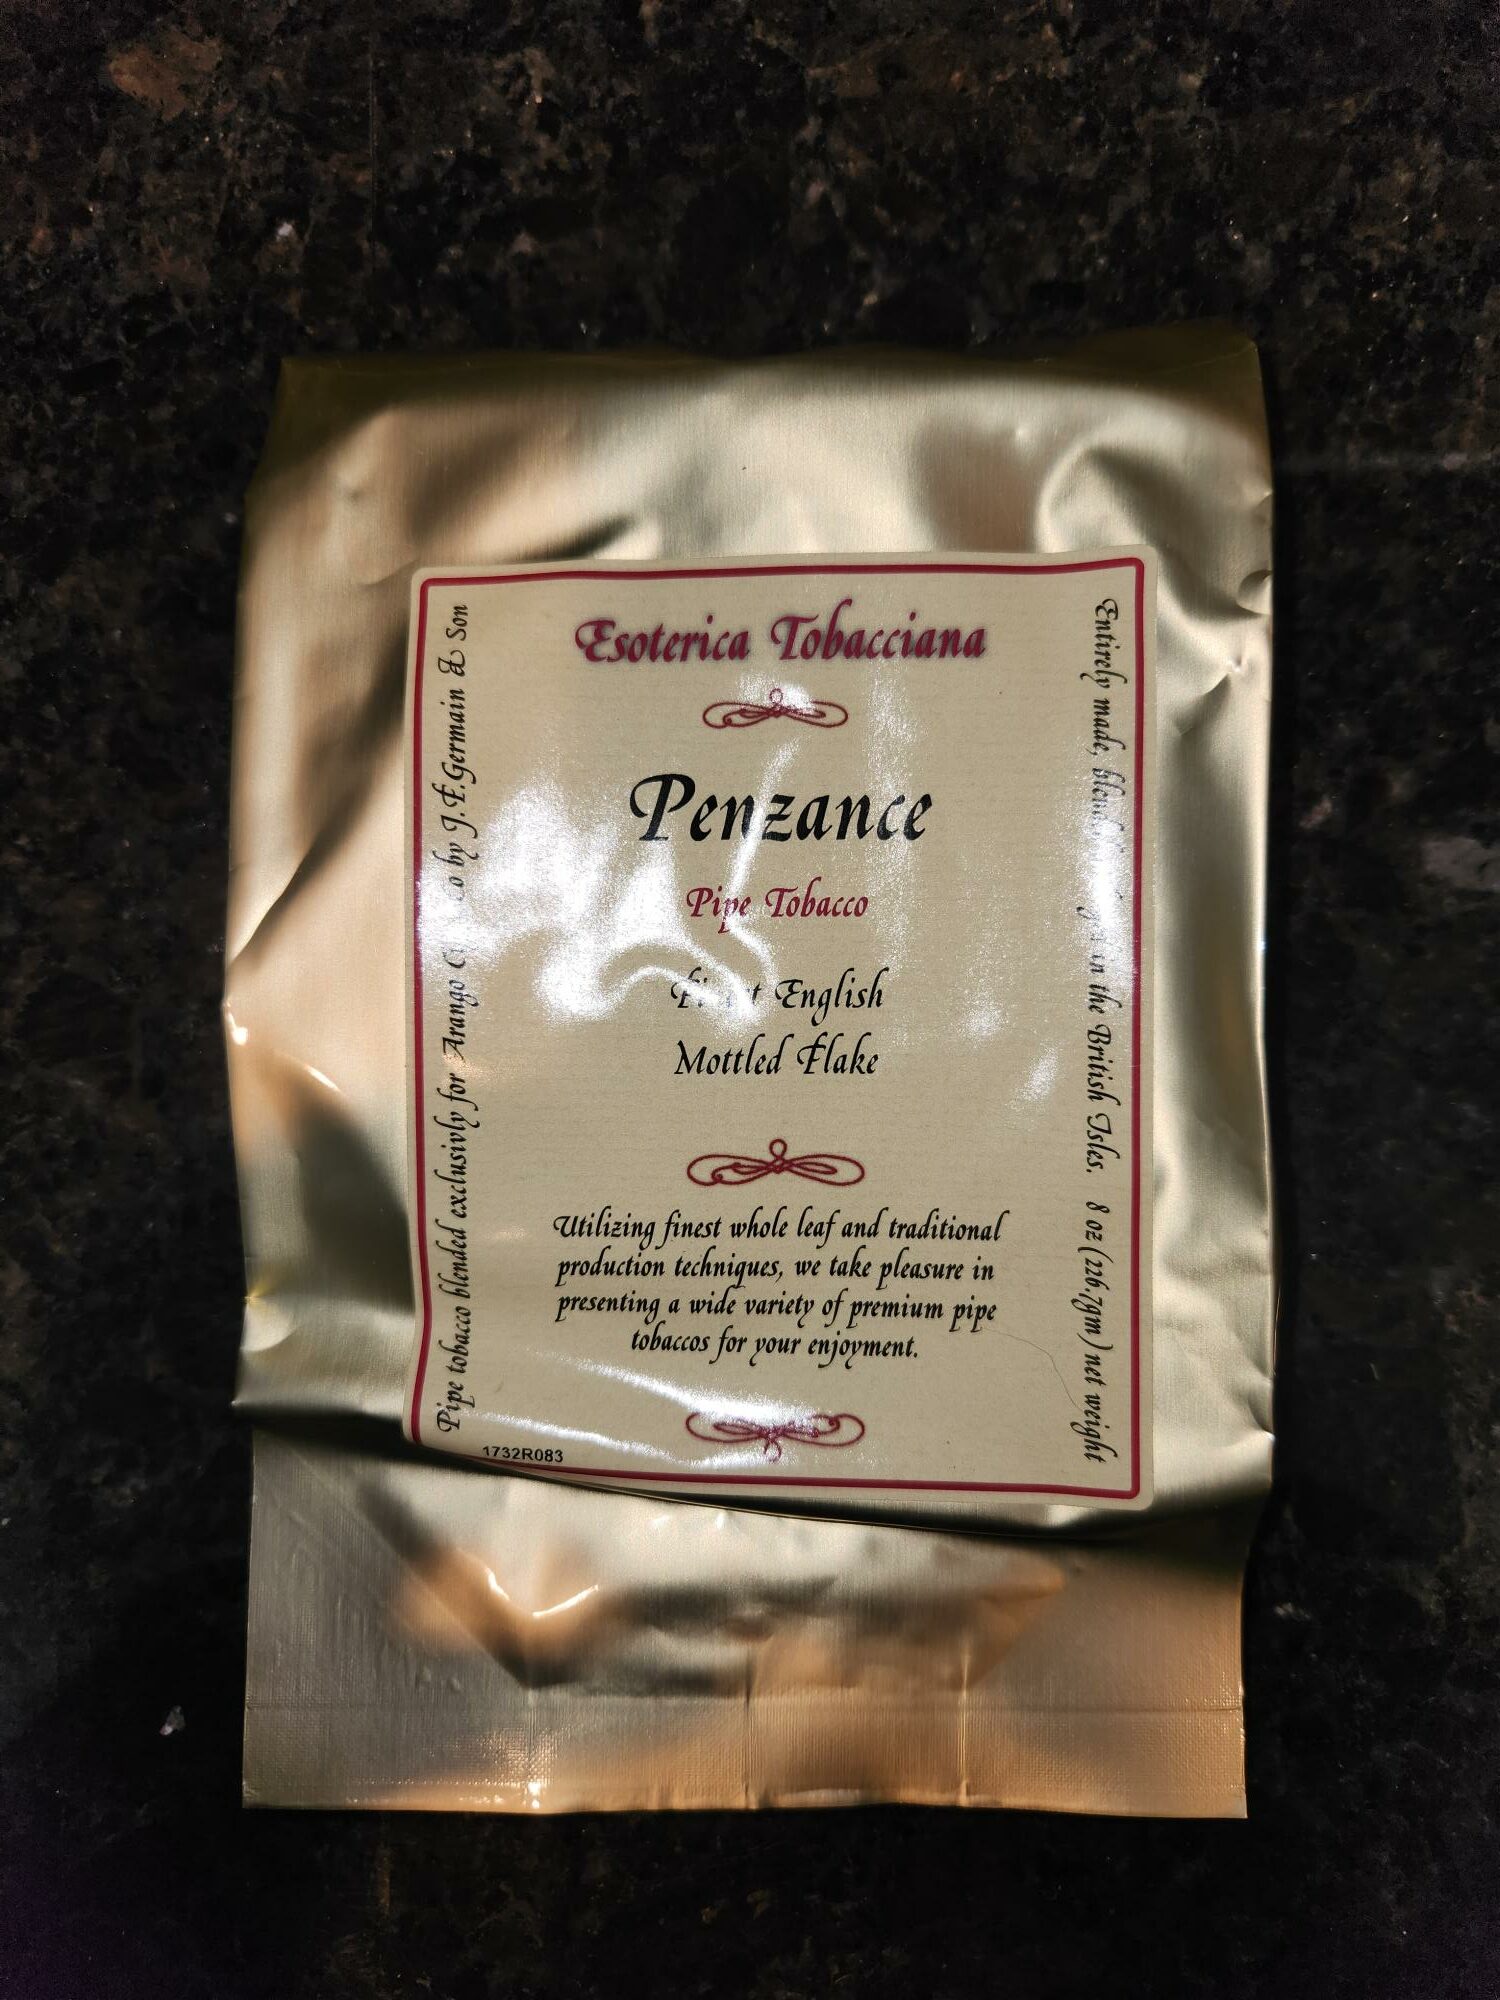 Esoterica Tobacciana
Penzance
Pipe Tobacco
English
Mottled Flake
Utilizing finest whole leaf and traditional
production techniques, we take pleasure in
presenting a wide variety of premium pipe
tobaccos for your enjoyment.
1732R083
Pipe tobacco blended exclusivly for Arango by J.F.Germain & Son
Entirely made, in the British Isles. 8 oz (226.7gm) net weight